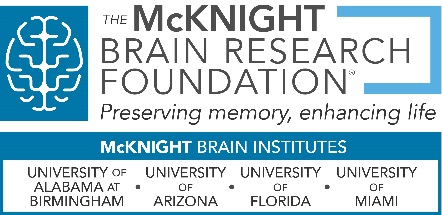 THE McKNIGHT
BRAIN RESEARCH
FOUNDATION®
Preserving memory, enhancing life
McKNIGHT BRAIN INSTITUTES
UNIVERSITY OF ALABAMA AT BIRMINGHAM • UNIVERSITY OF ARIZONA • UNIVERSITY OF FLORIDA • UNIVERSITY OF MIAMI